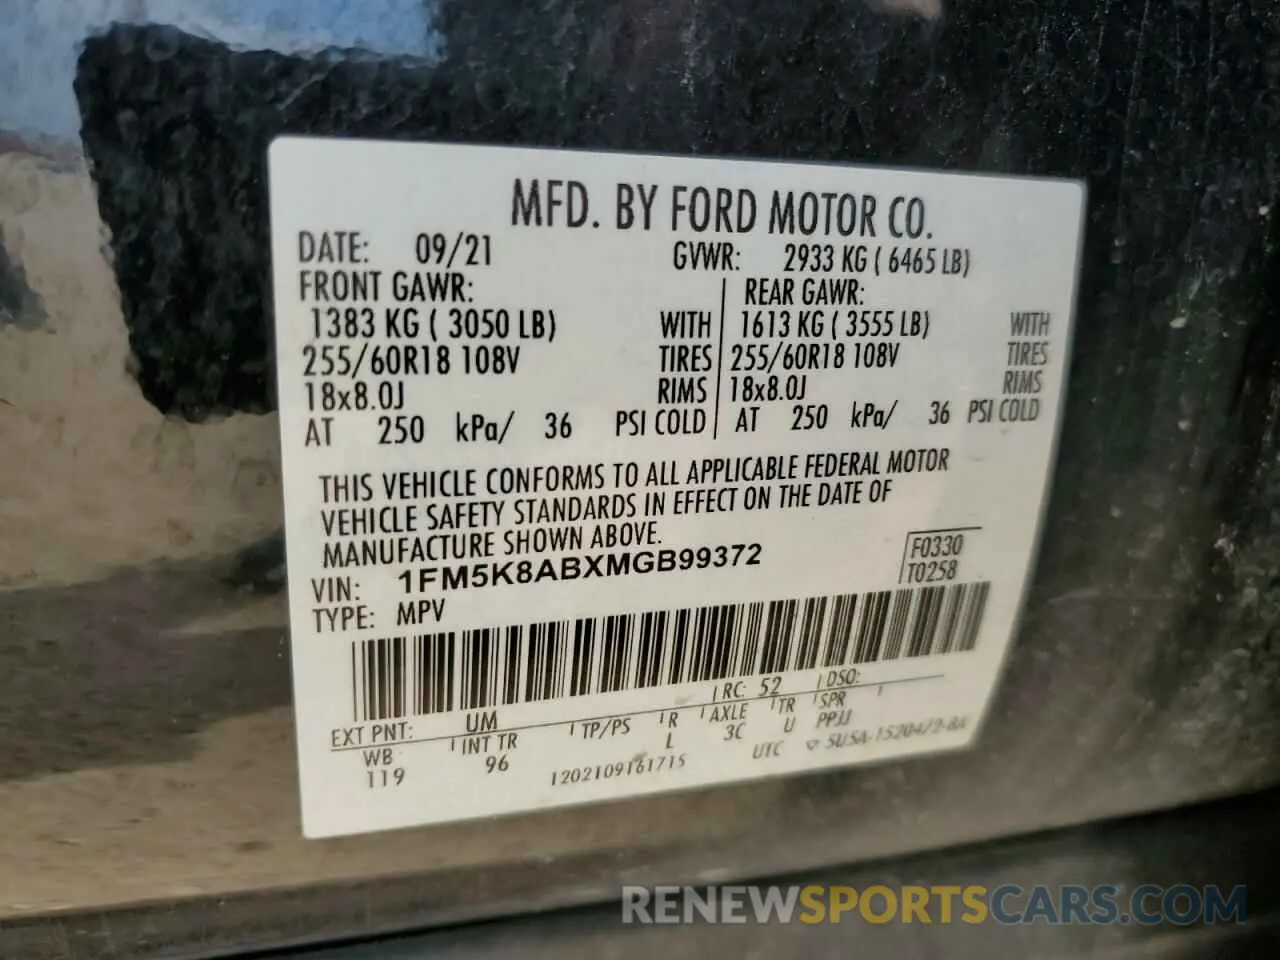 MFD. BY FORD MOTOR CO.
DATE: 09/21 GVWR: 2933 KG ( 6465 LB)
FRONT GAWR: REAR GAWR:
1383 KG ( 3050 LB) WITH 1613 KG ( 3555 LB) WITH
255/60R18 108V TIRES 255/60R18 108V TIRES
18x8.0J RIMS 18x8.0J RIMS
AT 250 kPa/ 36 PSI COLD AT 250 kPa/ 36 PSI COLD
THIS VEHICLE CONFORMS TO ALL APPLICABLE FEDERAL MOTOR
VEHICLE SAFETY STANDARDS IN EFFECT ON THE DATE OF
MANUFACTURE SHOWN ABOVE.
VIN: 1FM5K8ABXMGB99372 F0330
TYPE: MPV T0258
EXT PNT: UM RC: 52 DSO:
WB INT TR TP/PS R AXLE TR SPR
119 96 L 3C U PPJJ
1202109161715 UTC
RENEWSPORTSCARS.COM